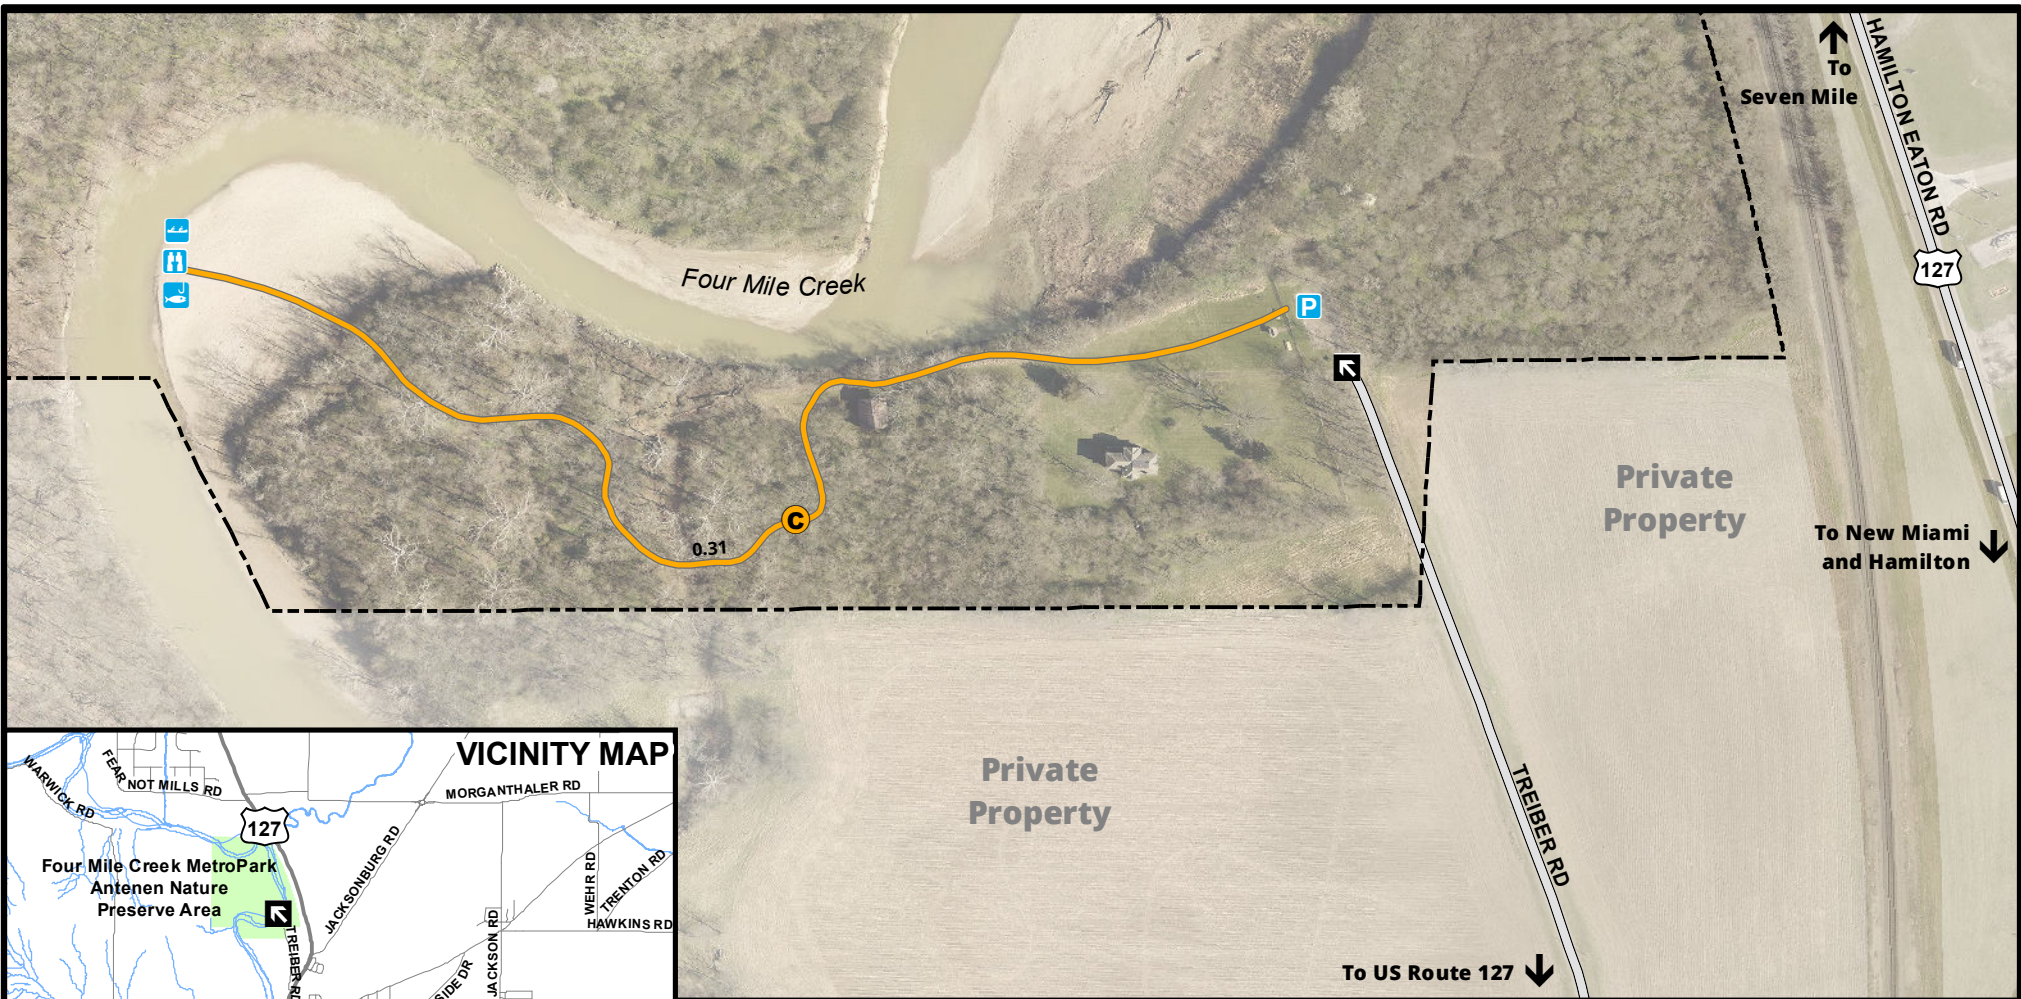 To
Seven Mile
HAMILTON EATON RD
127
Four Mile Creek
P
Private
Property
To New Miami
and Hamilton
C
0.31
Private
Property
TREIBER RD
To US Route 127
VICINITY MAP
WARWICK RD
FEAR NOT MILLS RD
MORGANTHALER RD
127
JACKSONBURG RD
Four Mile Creek MetroPark
Antenen Nature
Preserve Area
WEHR RD
TRENTON RD
HAWKINS RD
JACKSON RD
TREIBER RD
SIDE DR